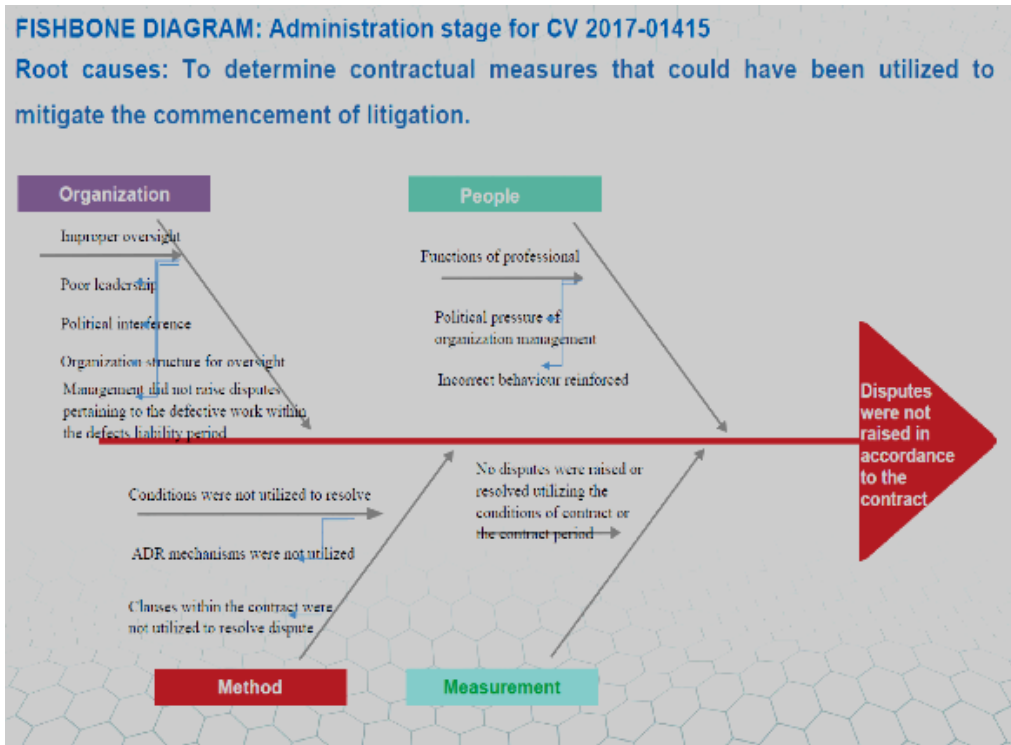 FISHBONE DIAGRAM: Administration stage for CV 2017-01415
Root causes: To determine contractual measures that could have been utilized to
mitigate the commencement of litigation.
Organization
People
Improper oversight
Poor leadership
Political interference
Organization structure for oversight
Management did not raise disputes
pertaining to the defective work within
the defects liability period
Functions of professional
Political pressure of
organization management
Incorrect behaviour reinforced
Disputes
were not
raised in
accordance
to the
contract
Conditions were not utilized to resolve
ADR mechanisms were not utilized
Clauses within the contract were
not utilized to resolve dispute
No disputes were raised or
resolved utilizing the
conditions of contract or
the contract period
Method
Measurement